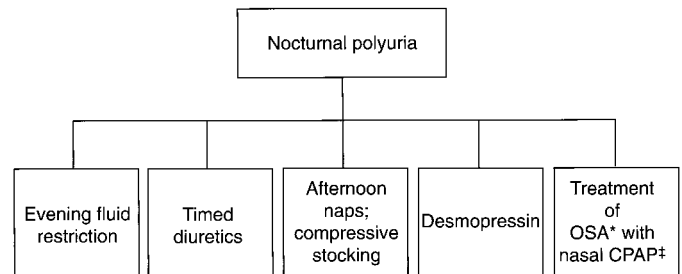 Nocturnal polyuria
Evening fluid
restriction
Timed
diuretics
Afternoon
naps;
compressive
stocking
Desmopressin
Treatment
of
OSA* with
nasal CPAP‡